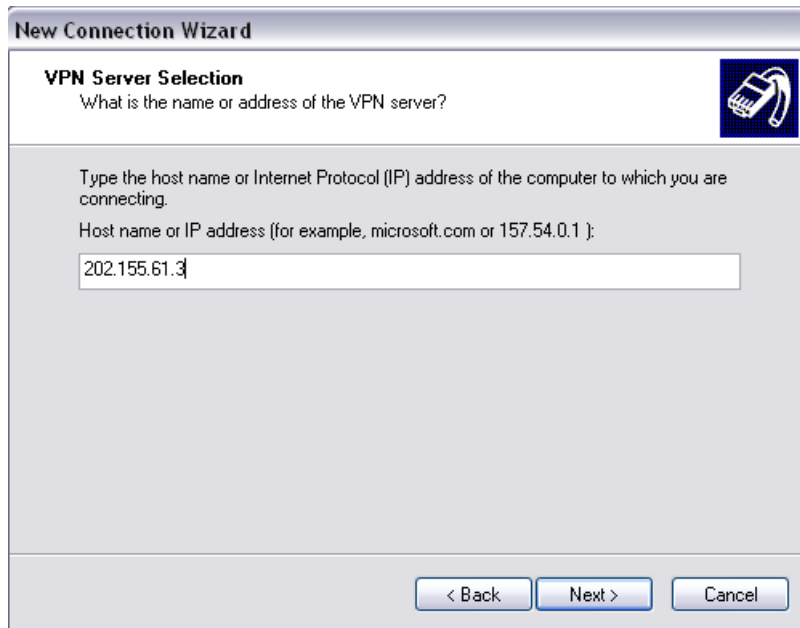 New Connection Wizard
VPN Server Selection
What is the name or address of the VPN server?
Type the host name or Internet Protocol (IP) address of the computer to which you are
connecting.
Host name or IP address (for example, microsoft.com or 157.54.0.1 ):
202.155.61.3
< Back Next > Cancel